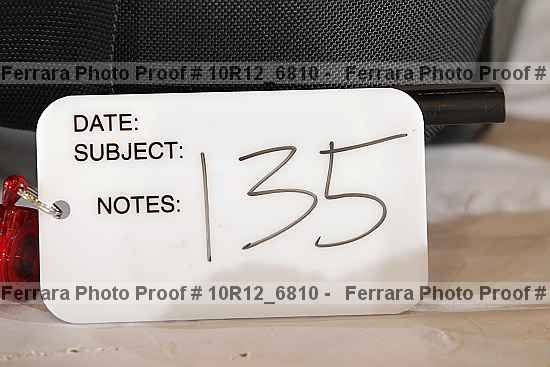 Ferrara Photo Proof # 10R12_6810 - Ferrara Photo Proof #
DATE:
SUBJECT:
135
NOTES:
Ferrara Photo Proof # 10R12_6810 - Ferrara Photo Proof #